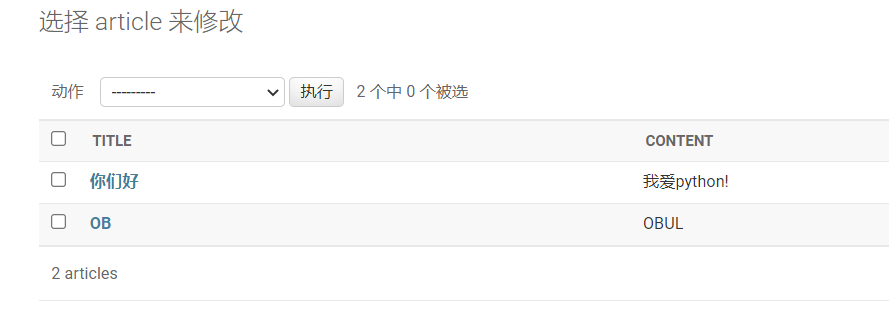 选择 article 来修改
动作 --------- 执行 2 个中 0 个被选
TITLE CONTENT
你们好 我爱python!
OB OBUL
2 articles